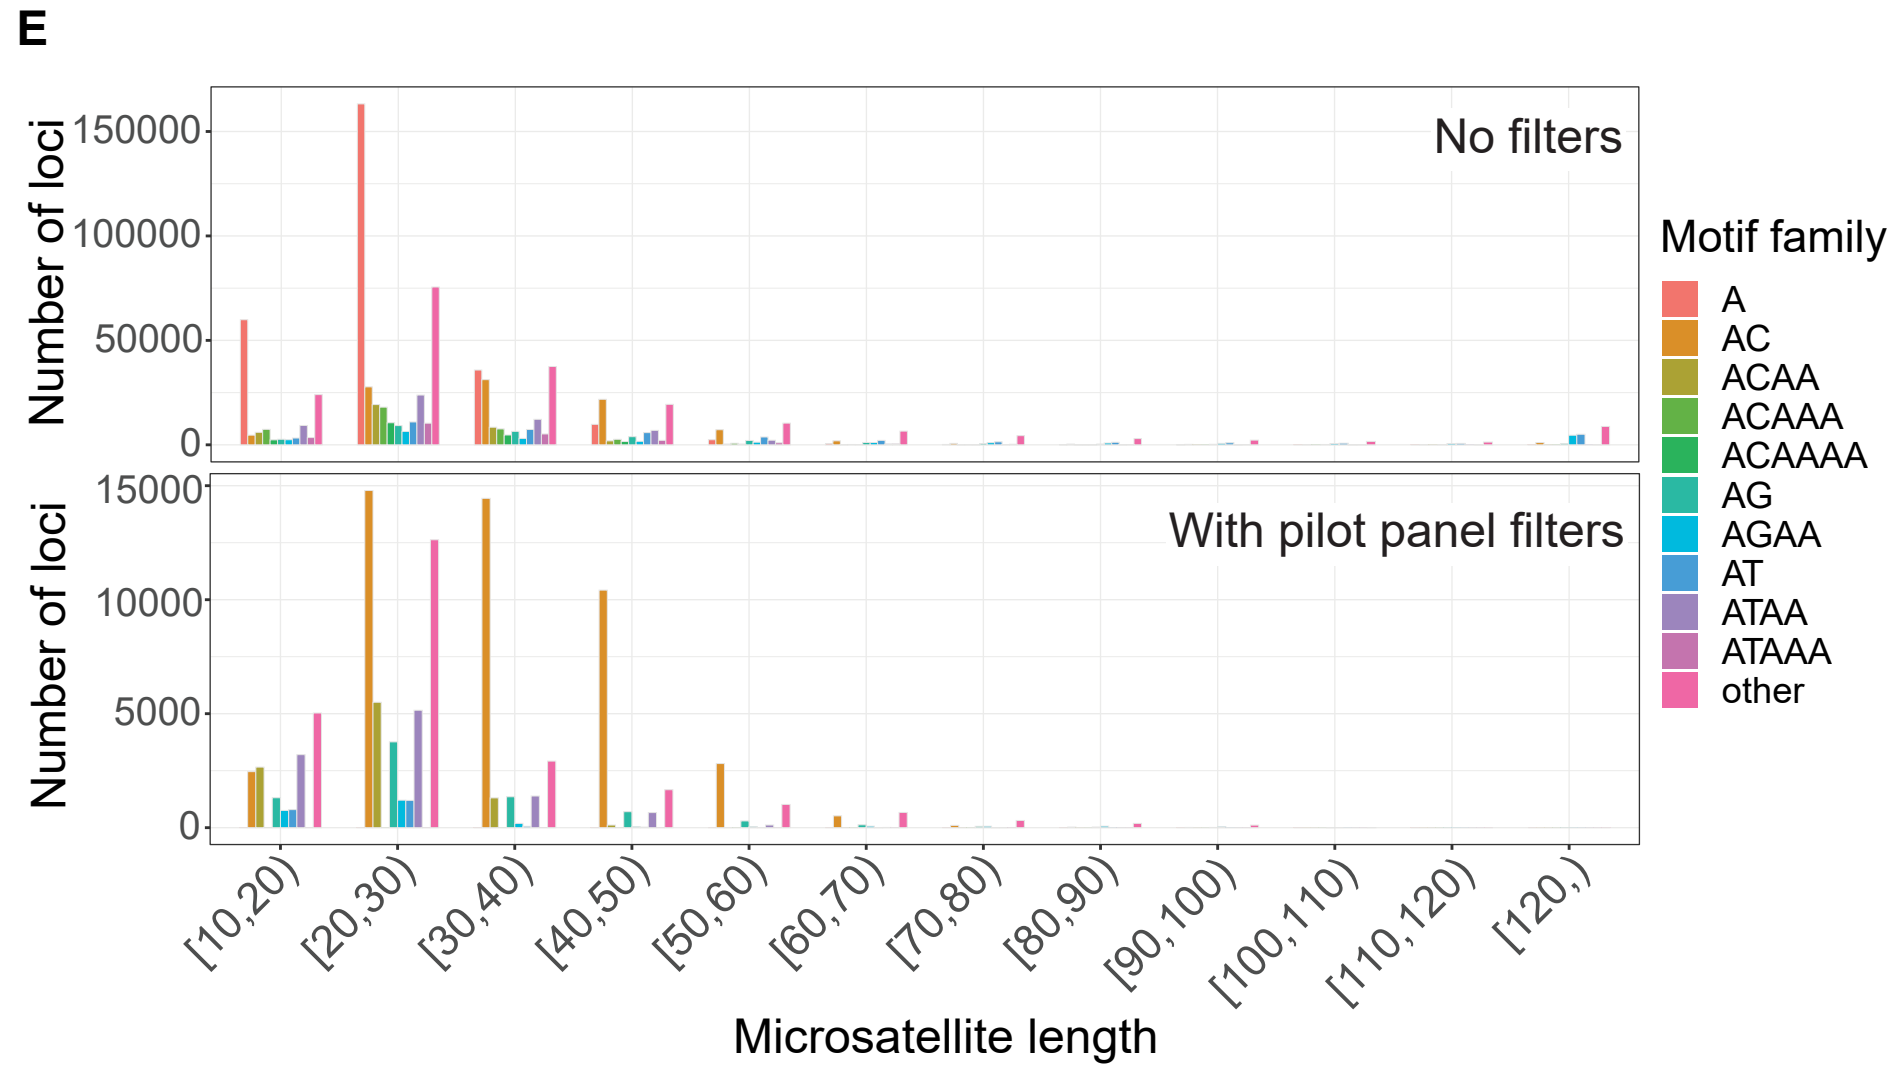 E
Number of loci
150000
100000
50000
0
No filters
Number of loci
15000
10000
5000
0
With pilot panel filters
[10,20)
[20,30)
[30,40)
[40,50)
[50,60)
[60,70)
[70,80)
[80,90)
[90,100)
[100,110)
[110,120)
[120,)
Microsatellite length
Motif family
A
AC
ACAA
ACAAA
ACAAAA
AG
AGAA
AT
ATAA
ATAAA
other